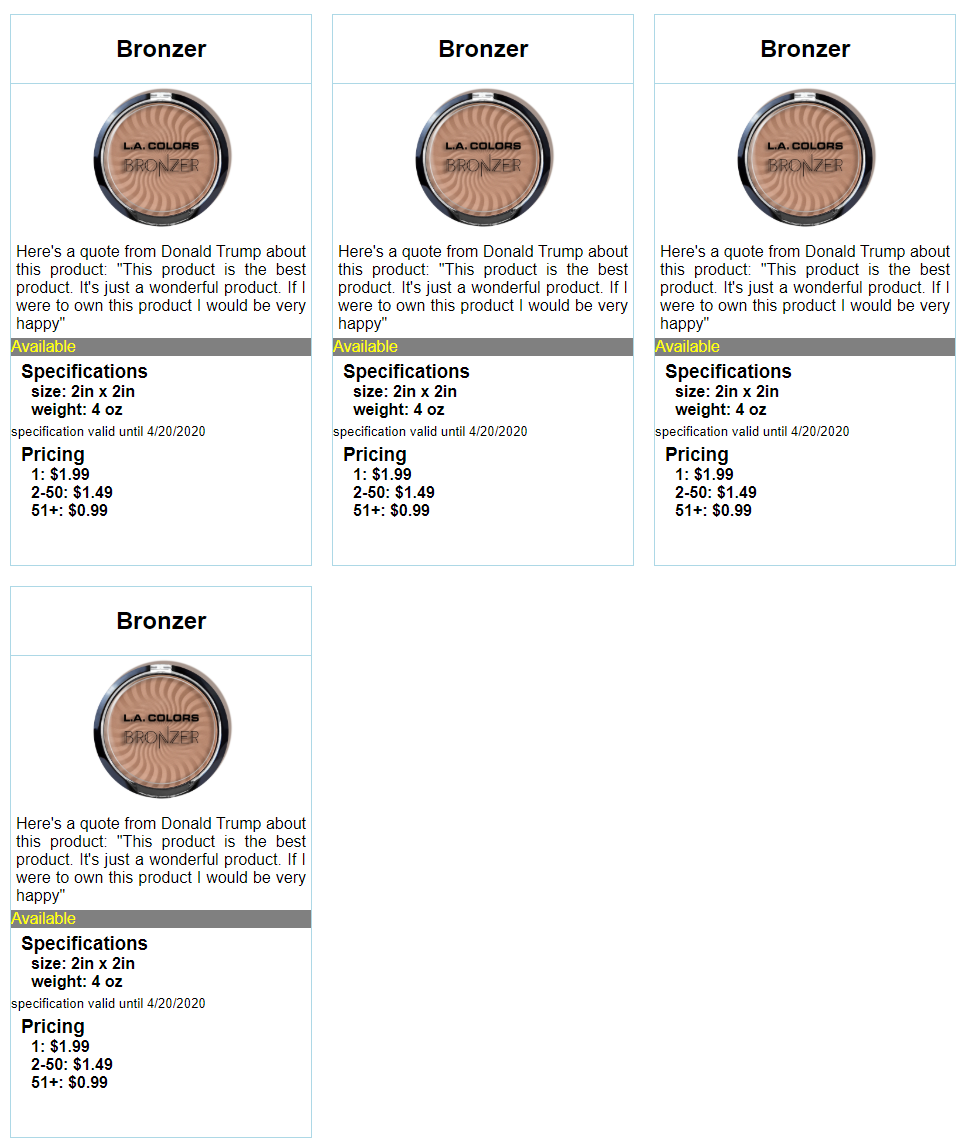 Bronzer
L.A. COLORS
BRONZER
Here's a quote from Donald Trump about
this product: "This product is the best
product. It's just a wonderful product. If I
were to own this product I would be very
happy"
Available
Specifications
size: 2in x 2in
weight: 4 oz
specification valid until 4/20/2020
Pricing
1: $1.99
2-50: $1.49
51+: $0.99
Bronzer
L.A. COLORS
BRONZER
Here's a quote from Donald Trump about
this product: "This product is the best
product. It's just a wonderful product. If I
were to own this product I would be very
happy"
Available
Specifications
size: 2in x 2in
weight: 4 oz
specification valid until 4/20/2020
Pricing
1: $1.99
2-50: $1.49
51+: $0.99
Bronzer
L.A. COLORS
BRONZER
Here's a quote from Donald Trump about
this product: "This product is the best
product. It's just a wonderful product. If I
were to own this product I would be very
happy"
Available
Specifications
size: 2in x 2in
weight: 4 oz
specification valid until 4/20/2020
Pricing
1: $1.99
2-50: $1.49
51+: $0.99
Bronzer
L.A. COLORS
BRONZER
Here's a quote from Donald Trump about
this product: "This product is the best
product. It's just a wonderful product. If I
were to own this product I would be very
happy"
Available
Specifications
size: 2in x 2in
weight: 4 oz
specification valid until 4/20/2020
Pricing
1: $1.99
2-50: $1.49
51+: $0.99